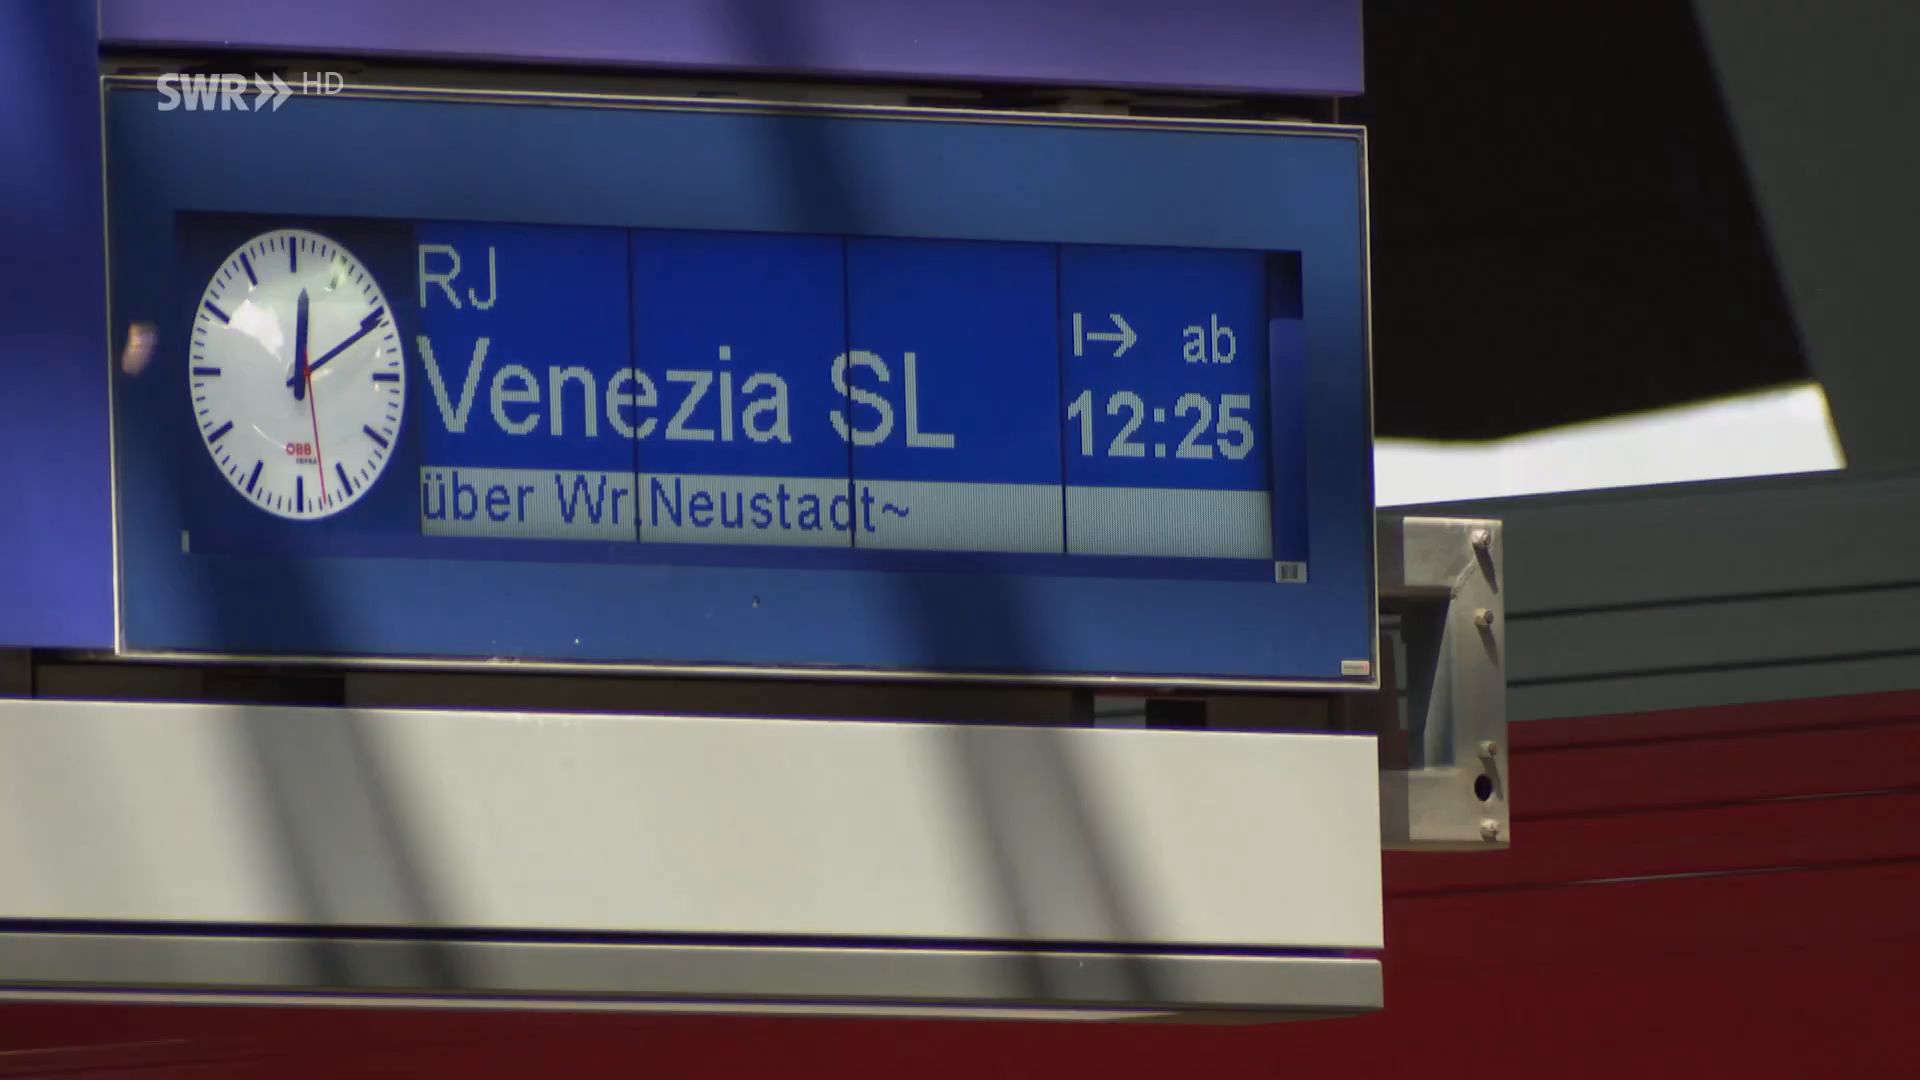 SWR HD
RJ
Venezia SL
ab
12:25
über Wr.Neustadt~
ÖBB